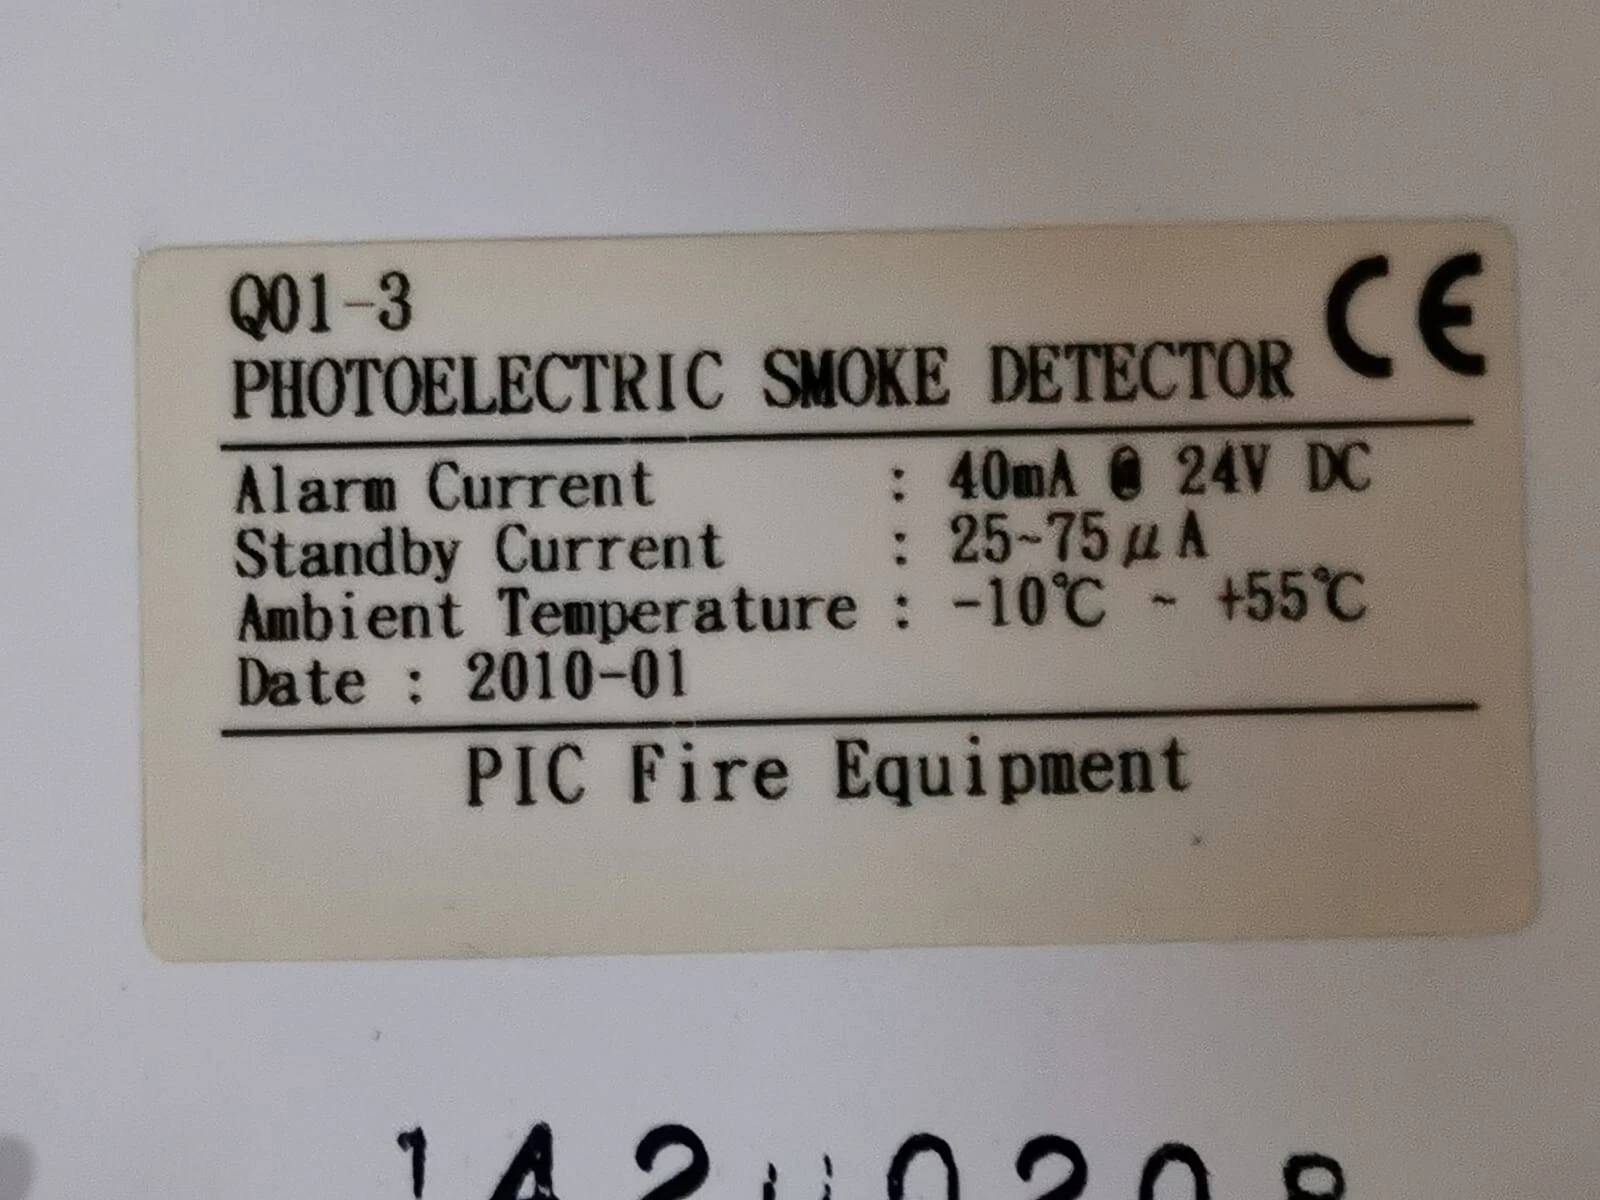 Q01-3
CE
PHOTOELECTRIC SMOKE DETECTOR
Alarm Current : 40mA @ 24V DC
Standby Current : 25~75μA
Ambient Temperature : -10℃ ~ +55℃
Date : 2010-01
PIC Fire Equipment